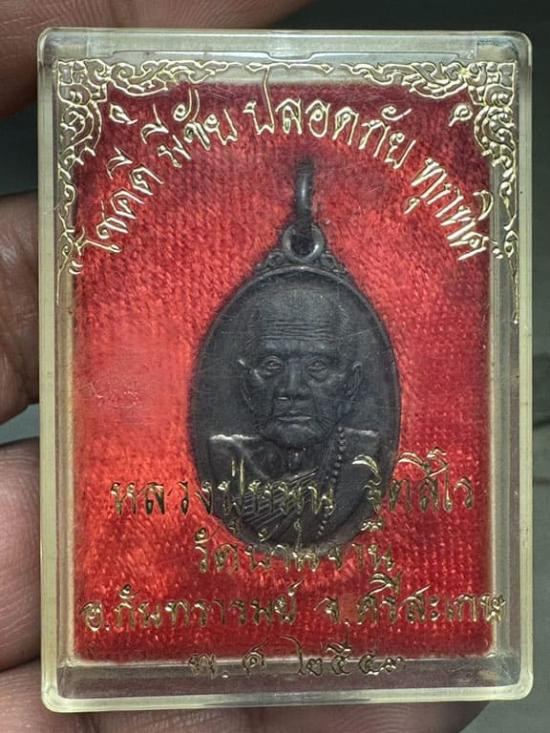 โชคดี มีชัย ปลอดภัย ทุกทิศ
หลวงปู่หมุน ฐิตสีโล
วัดบ้านจาน
อ.กันทรารมย์ จ.ศรีสะเกษ
พ.ศ. ๒๕๔๓